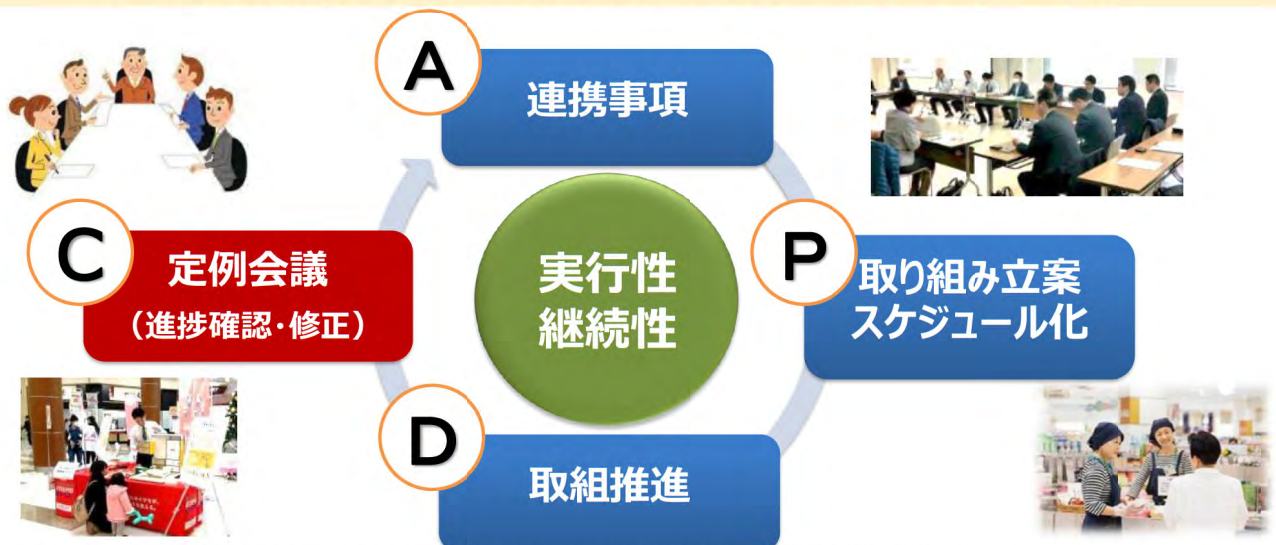 A
連携事項
P
取り組み立案
スケジュール化
実行性
継続性
C
定例会議
（進捗確認・修正）
D
取組推進